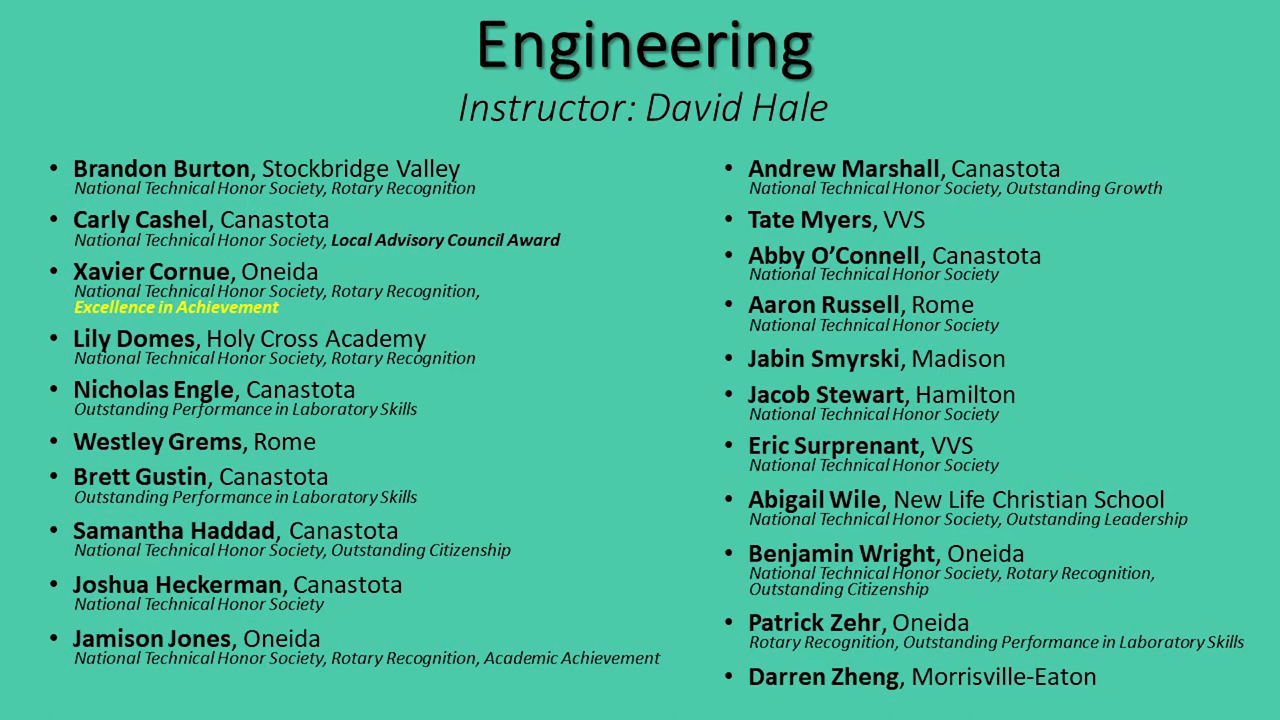 Engineering
Instructor: David Hale
• Brandon Burton, Stockbridge Valley
National Technical Honor Society, Rotary Recognition
• Carly Cashel, Canastota
National Technical Honor Society, Local Advisory Council Award
• Xavier Cornue, Oneida
National Technical Honor Society, Rotary Recognition,
Excellence in Achievement
• Lily Domes, Holy Cross Academy
National Technical Honor Society, Rotary Recognition
• Nicholas Engle, Canastota
Outstanding Performance in Laboratory Skills
• Westley Grems, Rome
• Brett Gustin, Canastota
Outstanding Performance in Laboratory Skills
• Samantha Haddad, Canastota
National Technical Honor Society, Outstanding Citizenship
• Joshua Heckerman, Canastota
National Technical Honor Society
• Jamison Jones, Oneida
National Technical Honor Society, Rotary Recognition, Academic Achievement
• Andrew Marshall, Canastota
National Technical Honor Society, Outstanding Growth
• Tate Myers, VVS
• Abby O’Connell, Canastota
National Technical Honor Society
• Aaron Russell, Rome
National Technical Honor Society
• Jabin Smyrski, Madison
• Jacob Stewart, Hamilton
National Technical Honor Society
• Eric Surprenant, VVS
National Technical Honor Society
• Abigail Wile, New Life Christian School
National Technical Honor Society, Outstanding Leadership
• Benjamin Wright, Oneida
National Technical Honor Society, Rotary Recognition,
Outstanding Citizenship
• Patrick Zehr, Oneida
Rotary Recognition, Outstanding Performance in Laboratory Skills
• Darren Zheng, Morrisville-Eaton